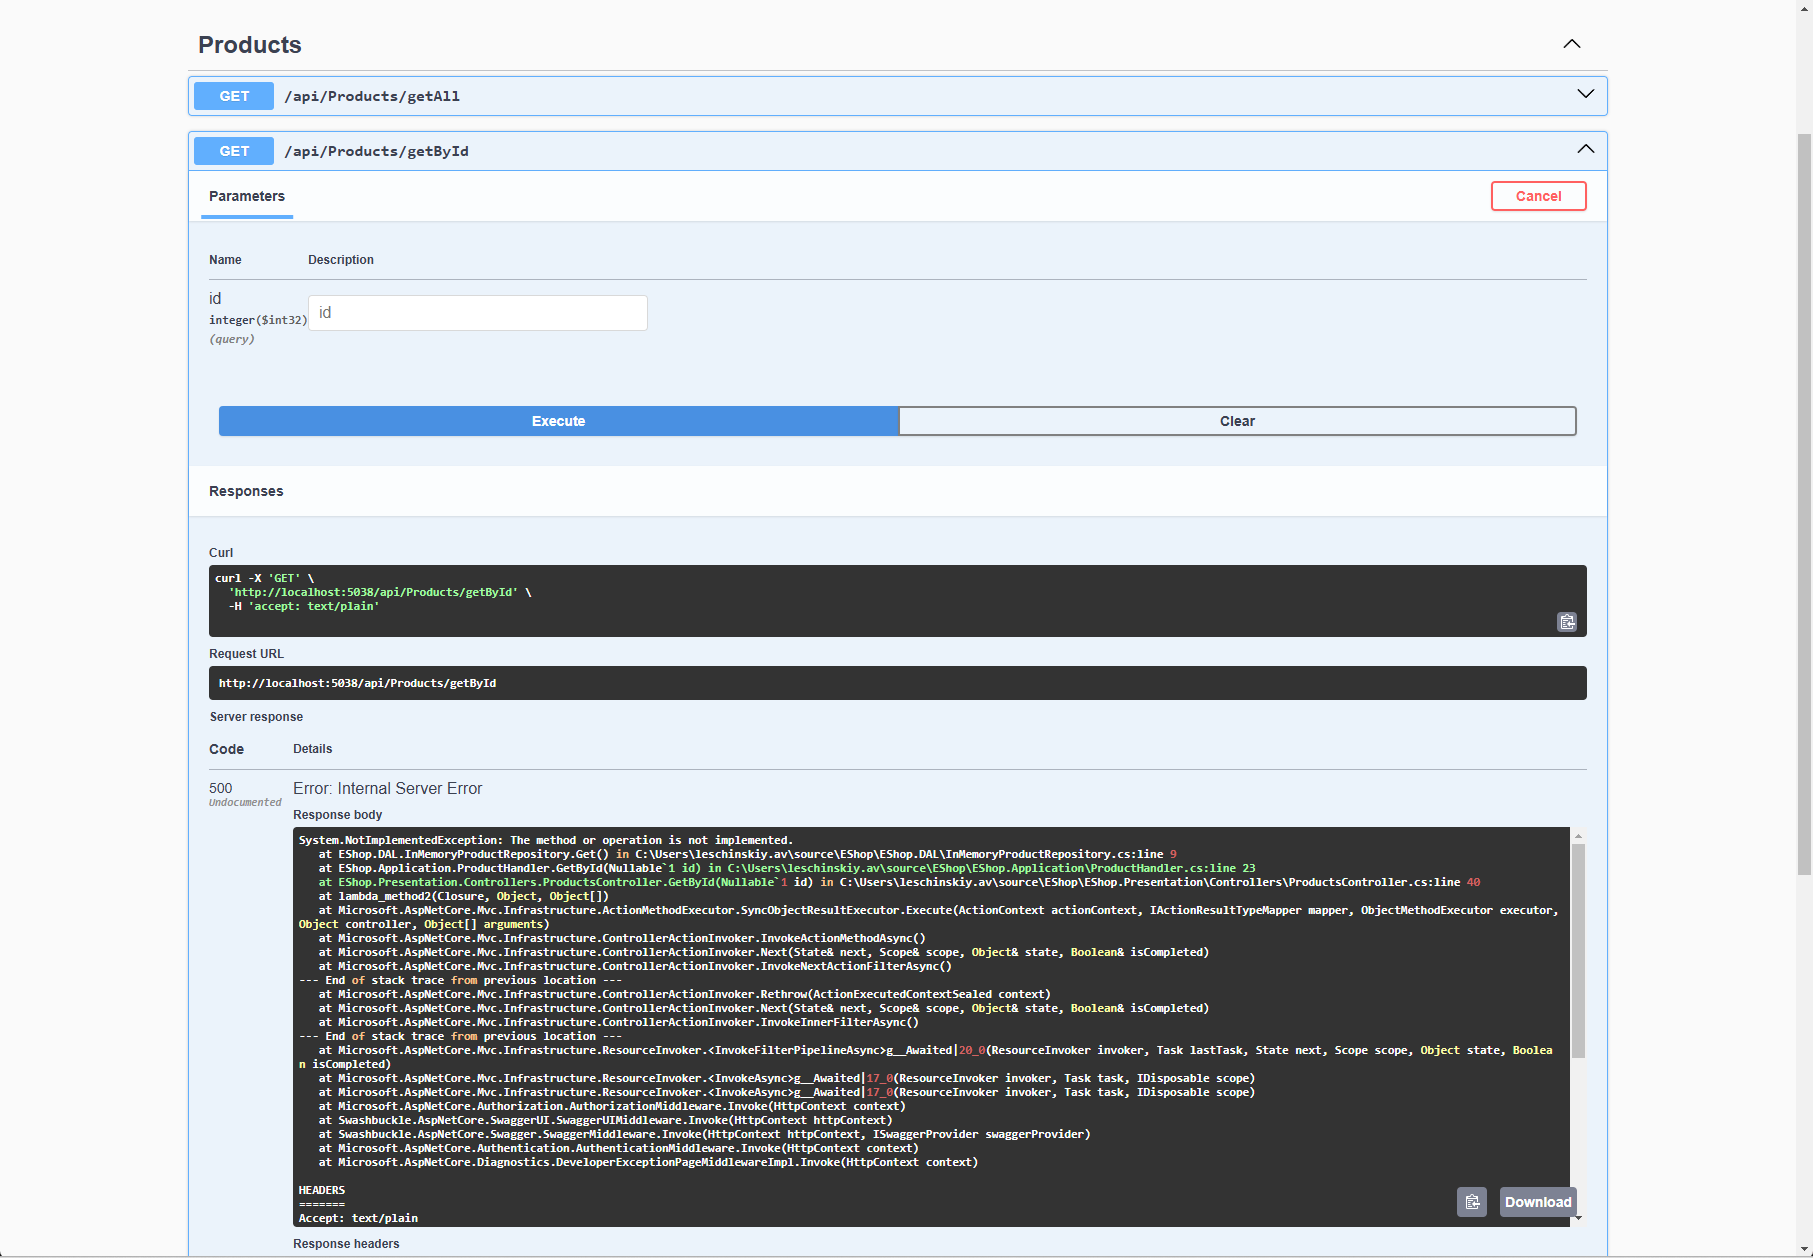 Products
GET /api/Products/getAll
GET /api/Products/getById
Parameters
Cancel
Name Description
id
integer($int32)
(query)
id
Execute Clear
Responses
Curl
curl -X 'GET' \
'http://localhost:5038/api/Products/getById' \
-H 'accept: text/plain'
Request URL
http://localhost:5038/api/Products/getById
Server response
Code Details
500
Undocumented
Error: Internal Server Error
Response body
System.NotImplementedException: The method or operation is not implemented.
at EShop.DAL.InMemoryProductRepository.Get() in C:\Users\leschinskiy.av\source\EShop\EShop.DAL\InMemoryProductRepository.cs:line 9
at EShop.Application.ProductHandler.GetById(Nullable`1 id) in C:\Users\leschinskiy.av\source\EShop\EShop.Application\ProductHandler.cs:line 23
at EShop.Presentation.Controllers.ProductsController.GetById(Nullable`1 id) in C:\Users\leschinskiy.av\source\EShop\EShop.Presentation\Controllers\ProductsController.cs:line 40
at lambda_method2(Closure, Object, Object[])
at Microsoft.AspNetCore.Mvc.Infrastructure.ActionMethodExecutor.SyncObjectResultExecutor.Execute(ActionContext actionContext, IActionResultTypeMapper mapper, ObjectMethodExecutor executor,
Object controller, Object[] arguments)
at Microsoft.AspNetCore.Mvc.Infrastructure.ControllerActionInvoker.InvokeActionMethodAsync()
at Microsoft.AspNetCore.Mvc.Infrastructure.ControllerActionInvoker.Next(State& next, Scope& scope, Object& state, Boolean& isCompleted)
at Microsoft.AspNetCore.Mvc.Infrastructure.ControllerActionInvoker.InvokeNextActionFilterAsync()
--- End of stack trace from previous location ---
at Microsoft.AspNetCore.Mvc.Infrastructure.ControllerActionInvoker.Rethrow(ActionExecutedContextSealed context)
at Microsoft.AspNetCore.Mvc.Infrastructure.ControllerActionInvoker.Next(State& next, Scope& scope, Object& state, Boolean& isCompleted)
at Microsoft.AspNetCore.Mvc.Infrastructure.ControllerActionInvoker.InvokeInnerFilterAsync()
--- End of stack trace from previous location ---
at Microsoft.AspNetCore.Mvc.Infrastructure.ResourceInvoker.<InvokeFilterPipelineAsync>g__Awaited|20_0(ResourceInvoker invoker, Task lastTask, State next, Scope scope, Object state, Boolea
n isCompleted)
at Microsoft.AspNetCore.Mvc.Infrastructure.ResourceInvoker.<InvokeAsync>g__Awaited|17_0(ResourceInvoker invoker, Task task, IDisposable scope)
at Microsoft.AspNetCore.Mvc.Infrastructure.ResourceInvoker.<InvokeAsync>g__Awaited|17_0(ResourceInvoker invoker, Task task, IDisposable scope)
at Microsoft.AspNetCore.Authorization.AuthorizationMiddleware.Invoke(HttpContext context)
at Swashbuckle.AspNetCore.SwaggerUI.SwaggerUIMiddleware.Invoke(HttpContext httpContext)
at Swashbuckle.AspNetCore.Swagger.SwaggerMiddleware.Invoke(HttpContext httpContext, ISwaggerProvider swaggerProvider)
at Microsoft.AspNetCore.Authentication.AuthenticationMiddleware.Invoke(HttpContext context)
at Microsoft.AspNetCore.Diagnostics.DeveloperExceptionPageMiddlewareImpl.Invoke(HttpContext context)
HEADERS
=======
Accept: text/plain
Download
Response headers